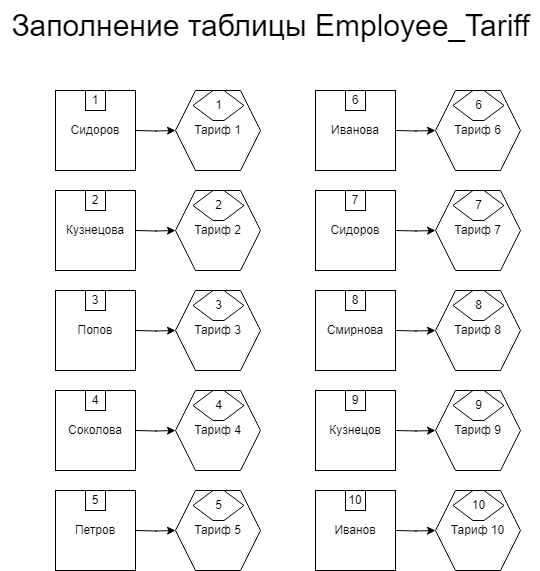 Заполнение таблицы Employee_Tariff
1
Сидоров
1
Тариф 1
6
Иванова
6
Тариф 6
2
Кузнецова
2
Тариф 2
7
Сидоров
7
Тариф 7
3
Попов
3
Тариф 3
8
Смирнова
8
Тариф 8
4
Соколова
4
Тариф 4
9
Кузнецов
9
Тариф 9
5
Петров
5
Тариф 5
10
Иванов
10
Тариф 10